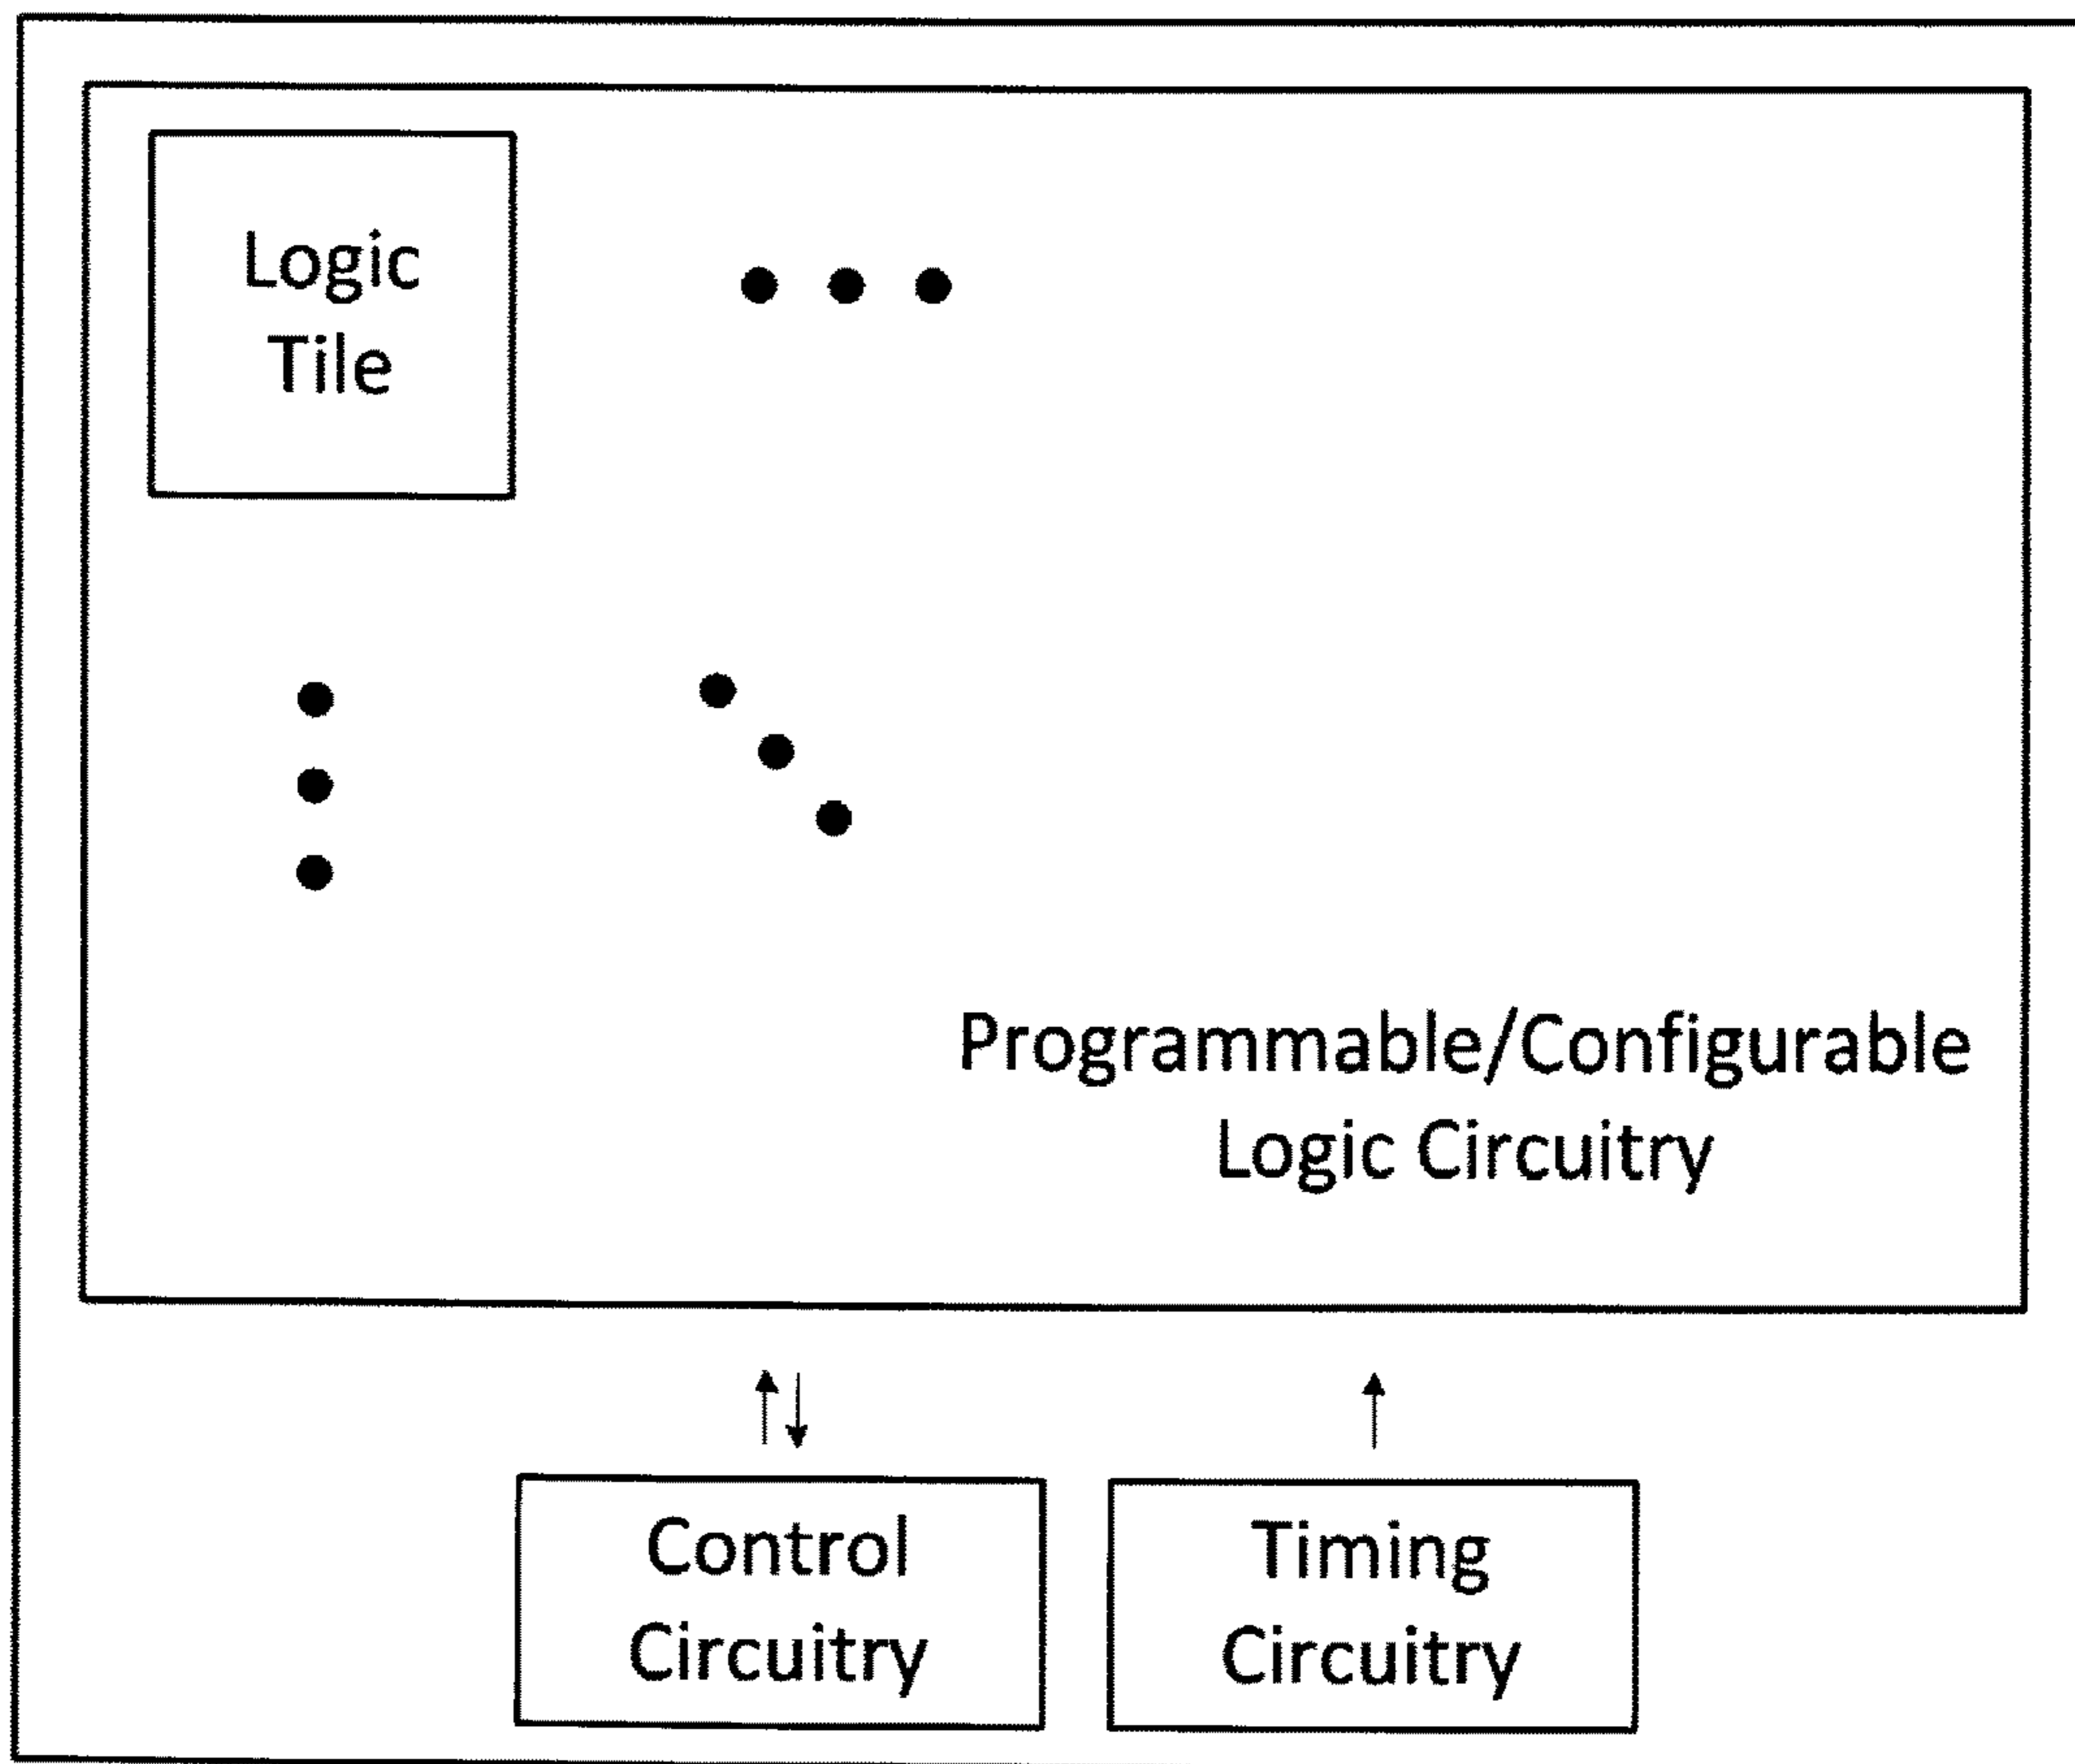 Logic
Tile
Programmable/Configurable
Logic Circuitry
Control
Circuitry
Timing
Circuitry